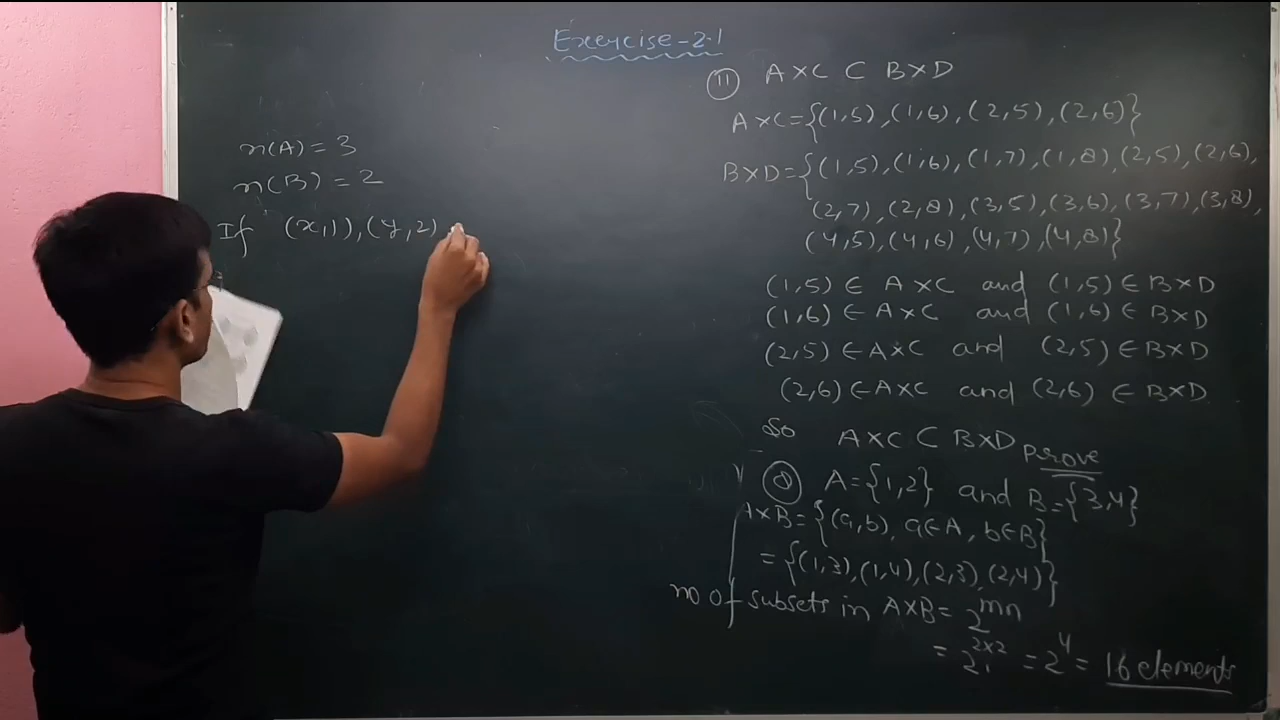 Excercise-2.1
n(A) = 3
n(B) = 2
If (x,1), (y,2)
(11) A×C ⊂ B×D
A×C={(1,5),(1,6),(2,5),(2,6)}
B×D={(1,5),(1,6),(1,7),(1,8),(2,5),(2,6),
(2,7),(2,8),(3,5),(3,6),(3,7),(3,8),
(4,5),(4,6),(4,7),(4,8)}
(1,5) ∈ A×C and (1,5) ∈ B×D
(1,6) ∈ A×C and (1,6) ∈ B×D
(2,5) ∈ A×C and (2,5) ∈ B×D
(2,6) ∈ A×C and (2,6) ∈ B×D
So A×C ⊂ B×D Prove
(8) A={1,2} and B={3,4}
A×B={(a,b), a∈A, b∈B}
={(1,3),(1,4),(2,3),(2,4)}
no of subsets in A×B= 2^mn
= 2^2×2 = 2^4 = 16 elements